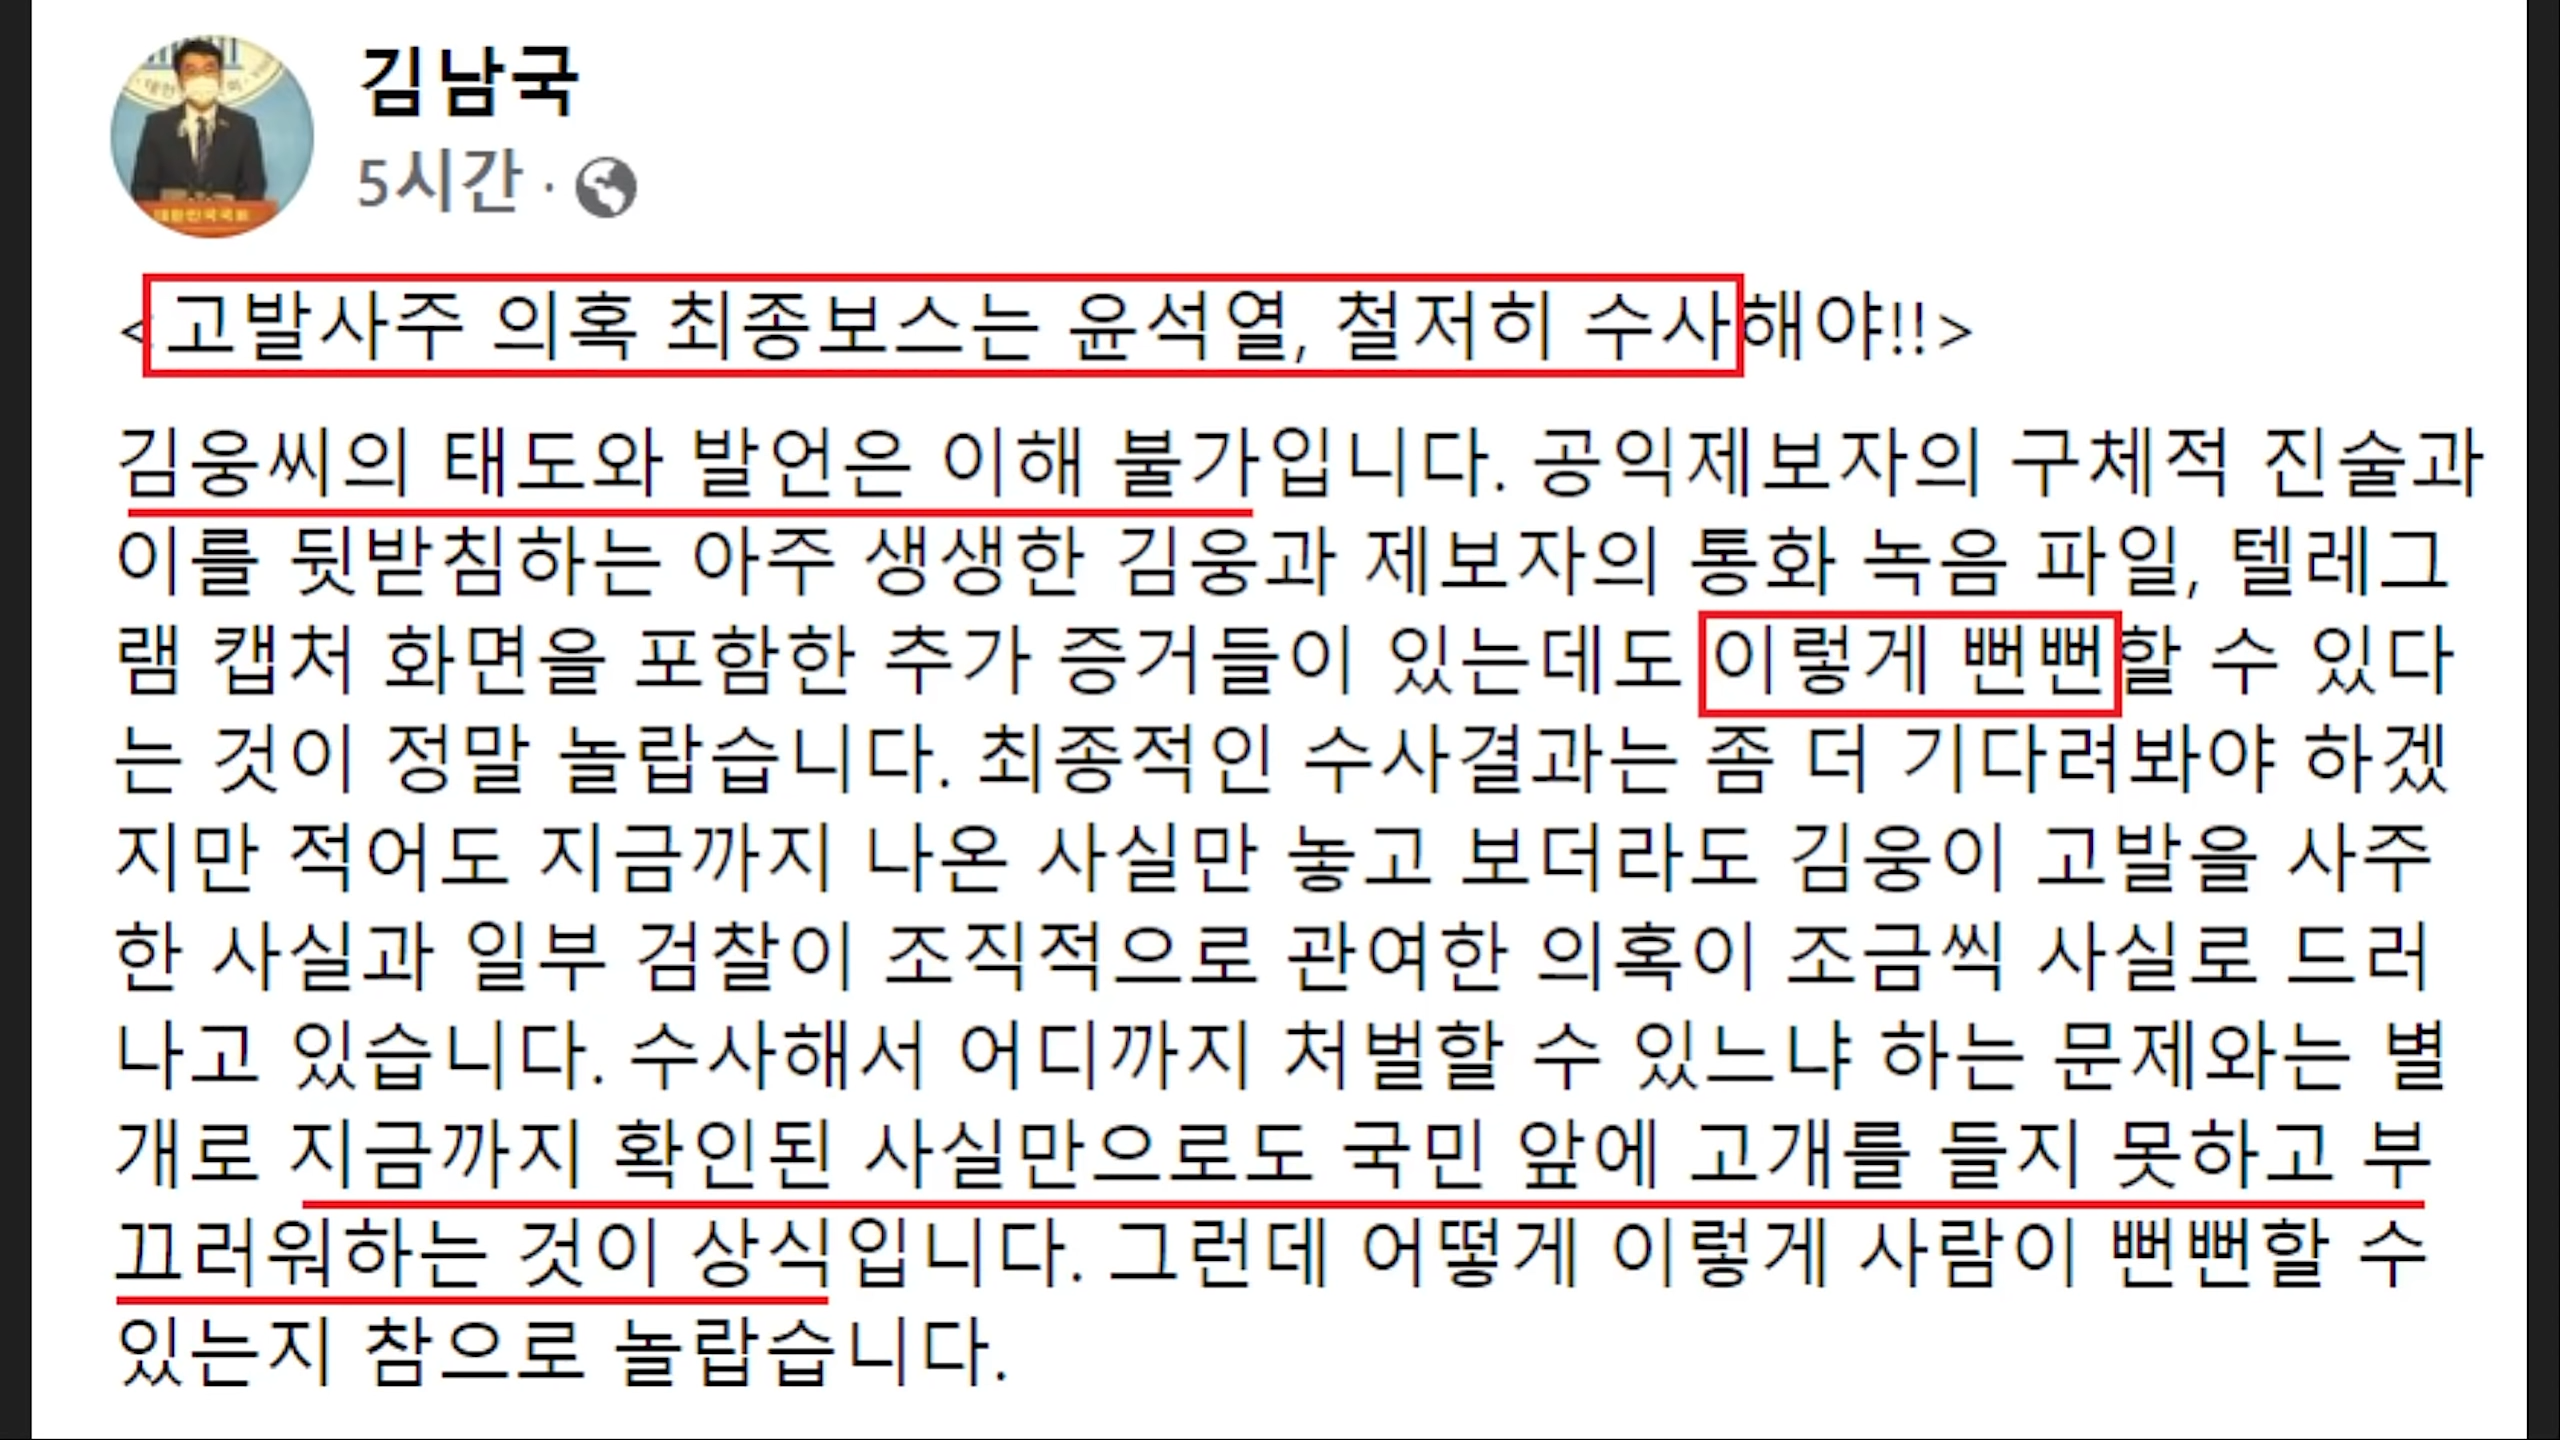 김남국
5시간 ·
<고발사주 의혹 최종보스는 윤석열, 철저히 수사해야!!>
김웅씨의 태도와 발언은 이해 불가입니다. 공익제보자의 구체적 진술과
이를 뒷받침하는 아주 생생한 김웅과 제보자의 통화 녹음 파일, 텔레그
램 캡처 화면을 포함한 추가 증거들이 있는데도 이렇게 뻔뻔할 수 있다
는 것이 정말 놀랍습니다. 최종적인 수사결과는 좀 더 기다려봐야 하겠
지만 적어도 지금까지 나온 사실만 놓고 보더라도 김웅이 고발을 사주
한 사실과 일부 검찰이 조직적으로 관여한 의혹이 조금씩 사실로 드러
나고 있습니다. 수사해서 어디까지 처벌할 수 있느냐 하는 문제와는 별
개로 지금까지 확인된 사실만으로도 국민 앞에 고개를 들지 못하고 부
끄러워하는 것이 상식입니다. 그런데 어떻게 이렇게 사람이 뻔뻔할 수
있는지 참으로 놀랍습니다.